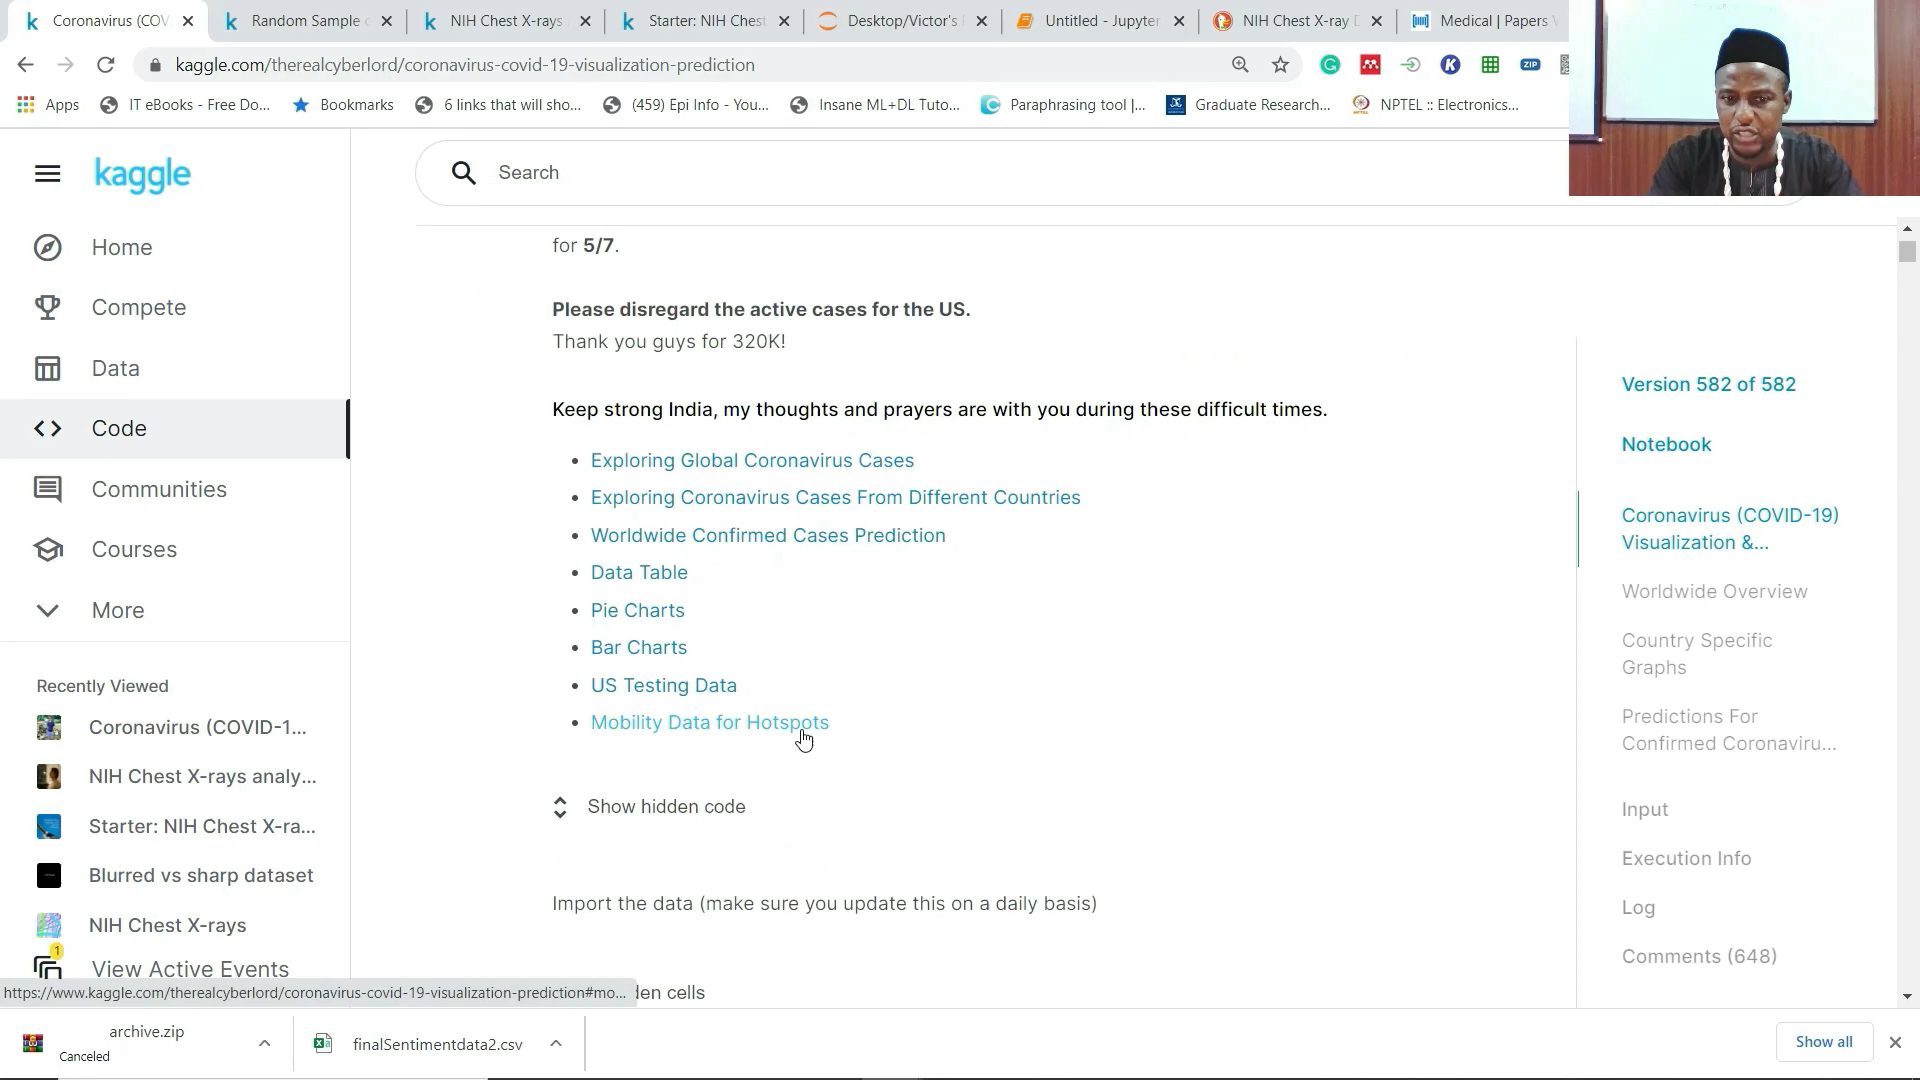 Coronavirus (COV
Random Sample
NIH Chest X-rays
Starter: NIH Chest
Desktop/Victor's
Untitled - Jupyter
NIH Chest X-ray D
Medical | Papers
kaggle.com/therealcyberlord/coronavirus-covid-19-visualization-prediction
ZIP
Apps
IT eBooks - Free Do...
Bookmarks
6 links that will sho...
(459) Epi Info - You...
Insane ML+DL Tuto...
Paraphrasing tool |...
Graduate Research...
NPTEL :: Electronics...
kaggle
Search
Home
Compete
Data
Code
Communities
Courses
More
Recently Viewed
Coronavirus (COVID-1...
NIH Chest X-rays analy...
Starter: NIH Chest X-ra...
Blurred vs sharp dataset
NIH Chest X-rays
1
View Active Events
for 5/7.
Please disregard the active cases for the US.
Thank you guys for 320K!
Keep strong India, my thoughts and prayers are with you during these difficult times.
• Exploring Global Coronavirus Cases
• Exploring Coronavirus Cases From Different Countries
• Worldwide Confirmed Cases Prediction
• Data Table
• Pie Charts
• Bar Charts
• US Testing Data
• Mobility Data for Hotspots
Show hidden code
Import the data (make sure you update this on a daily basis)
den cells
Version 582 of 582
Notebook
Coronavirus (COVID-19)
Visualization &...
Worldwide Overview
Country Specific
Graphs
Predictions For
Confirmed Coronaviru...
Input
Execution Info
Log
Comments (648)
https://www.kaggle.com/therealcyberlord/coronavirus-covid-19-visualization-prediction#mo...
archive.zip
Canceled
finalSentimentdata2.csv
Show all